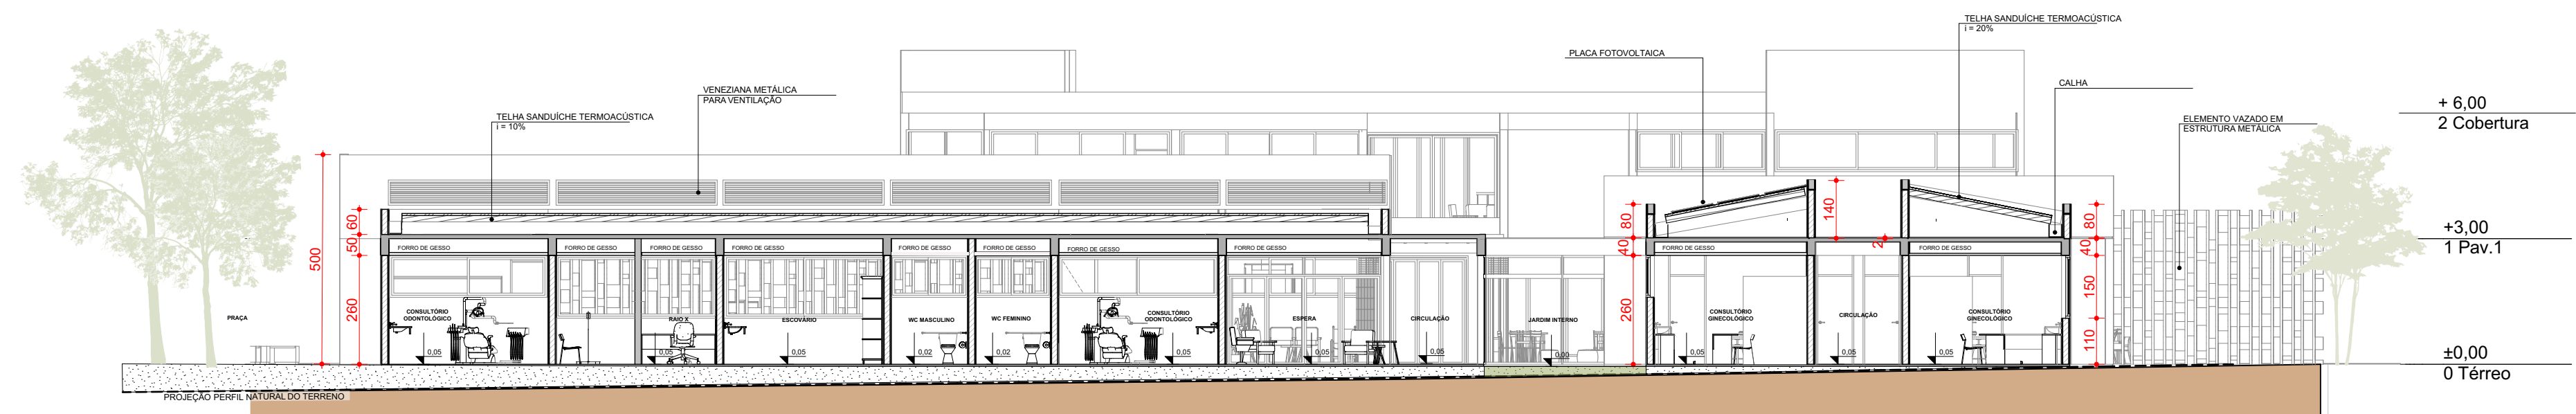 TELHA SANDUÍCHE TERMOACÚSTICA
i = 20%
PLACA FOTOVOLTAICA
CALHA
VENEZIANA METÁLICA
PARA VENTILAÇÃO
TELHA SANDUÍCHE TERMOACÚSTICA
i = 10%
ELEMENTO VAZADO EM
ESTRUTURA METÁLICA
+ 6,00
2 Cobertura
+3,00
1 Pav.1
±0,00
0 Térreo
500
60
50
260
80
40
260
140
80
40
150
110
FORRO DE GESSO
FORRO DE GESSO
FORRO DE GESSO
FORRO DE GESSO
FORRO DE GESSO
FORRO DE GESSO
FORRO DE GESSO
FORRO DE GESSO
FORRO DE GESSO
FORRO DE GESSO
PRAÇA
CONSULTÓRIO
ODONTOLÓGICO
RAIO X
ESCOVÁRIO
WC MASCULINO
WC FEMININO
CONSULTÓRIO
ODONTOLÓGICO
ESPERA
CIRCULAÇÃO
JARDIM INTERNO
CONSULTÓRIO
GINECOLÓGICO
CIRCULAÇÃO
CONSULTÓRIO
GINECOLÓGICO
0,05
0,05
0,05
0,02
0,02
0,05
0,05
0,05
0,00
0,05
0,05
0,05
PROJEÇÃO PERFIL NATURAL DO TERRENO